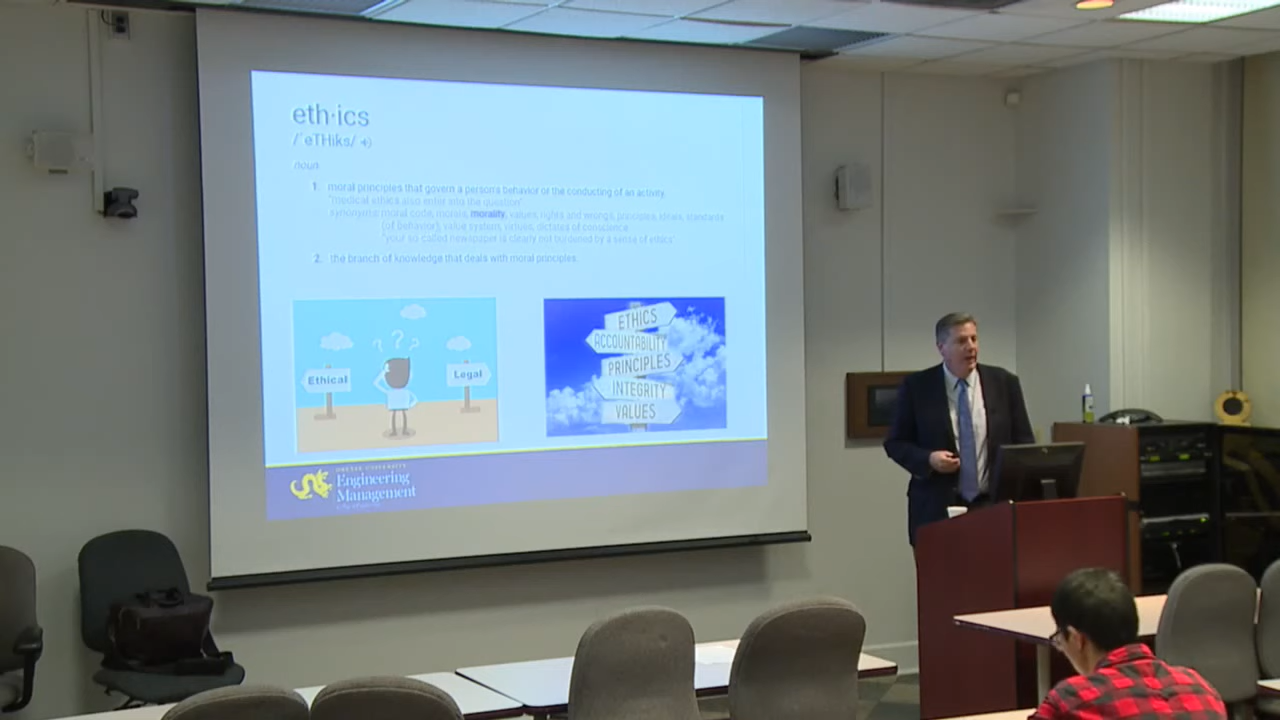 eth·ics
/ˈeTHiks/
noun
1. moral principles that govern a person's behavior or the conducting of an activity.
"medical ethics also enter into the question"
synonyms: moral code, morals, morality, values, rights and wrongs, principles, ideals, standards
(of behavior), value system, virtues, dictates of conscience
"your so-called newspaper is clearly not burdened by a sense of ethics"
2. the branch of knowledge that deals with moral principles.
? ? ?
Ethical
Legal
ETHICS
ACCOUNTABILITY
PRINCIPLES
INTEGRITY
VALUES
DREXEL UNIVERSITY
Engineering
Management